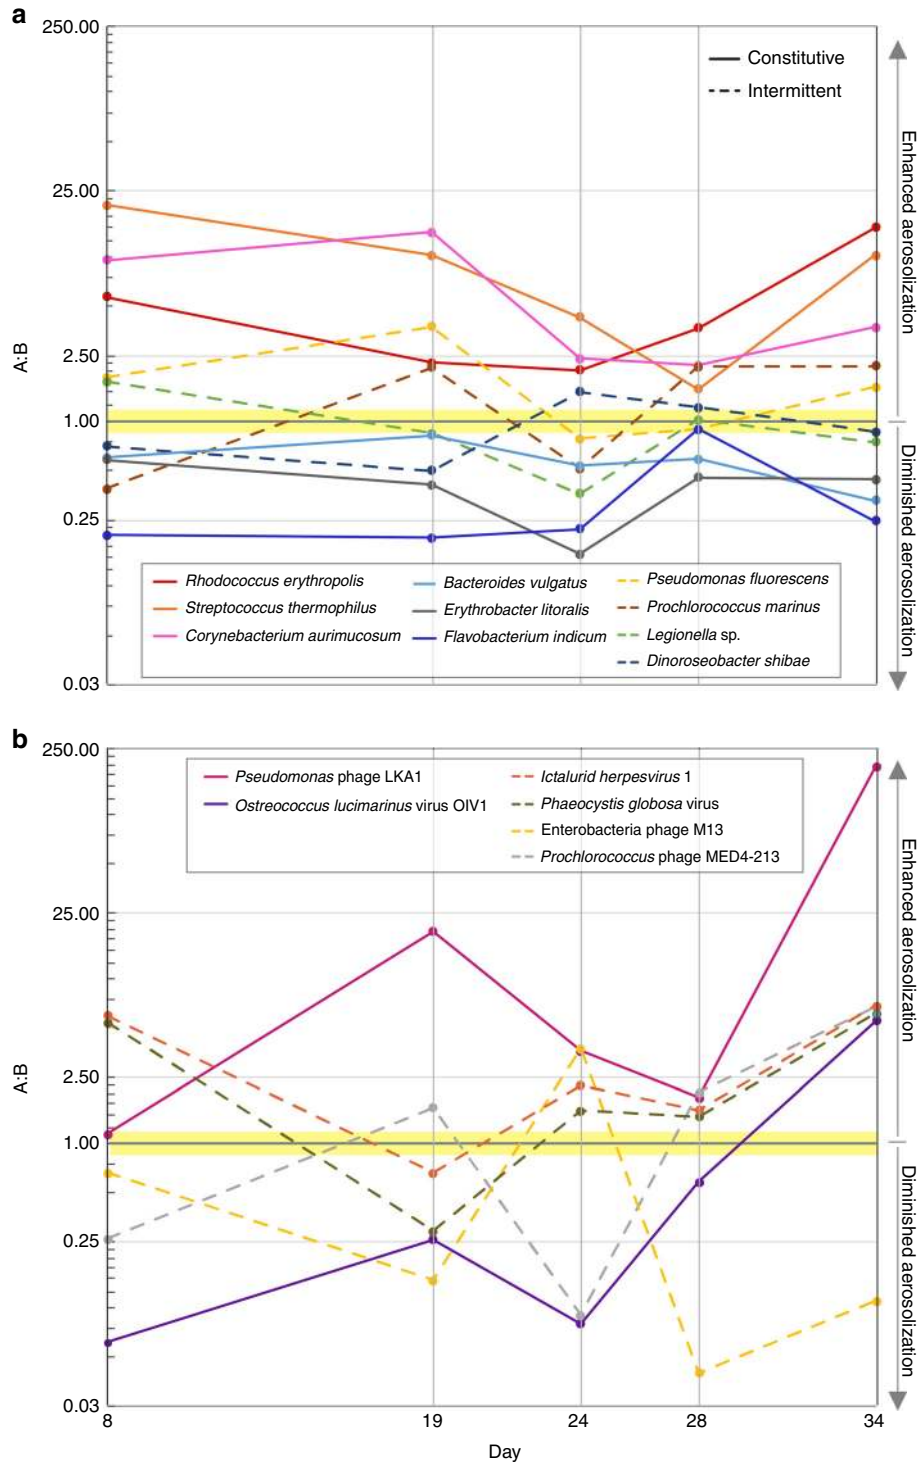 a
250.00
25.00
2.50
1.00
0.25
0.03
A:B
Constitutive
Intermittent
Enhanced aerosolization
Diminished aerosolization
Rhodococcus erythropolis
Streptococcus thermophilus
Corynebacterium aurimucosum
Bacteroides vulgatus
Erythrobacter litoralis
Flavobacterium indicum
Pseudomonas fluorescens
Prochlorococcus marinus
Legionella sp.
Dinoroseobacter shibae
b
250.00
25.00
2.50
1.00
0.25
0.03
A:B
Pseudomonas phage LKA1
Ostreococcus lucimarinus virus OIV1
Ictalurid herpesvirus 1
Phaeocystis globosa virus
Enterobacteria phage M13
Prochlorococcus phage MED4-213
Enhanced aerosolization
Diminished aerosolization
8 19 24 28 34
Day